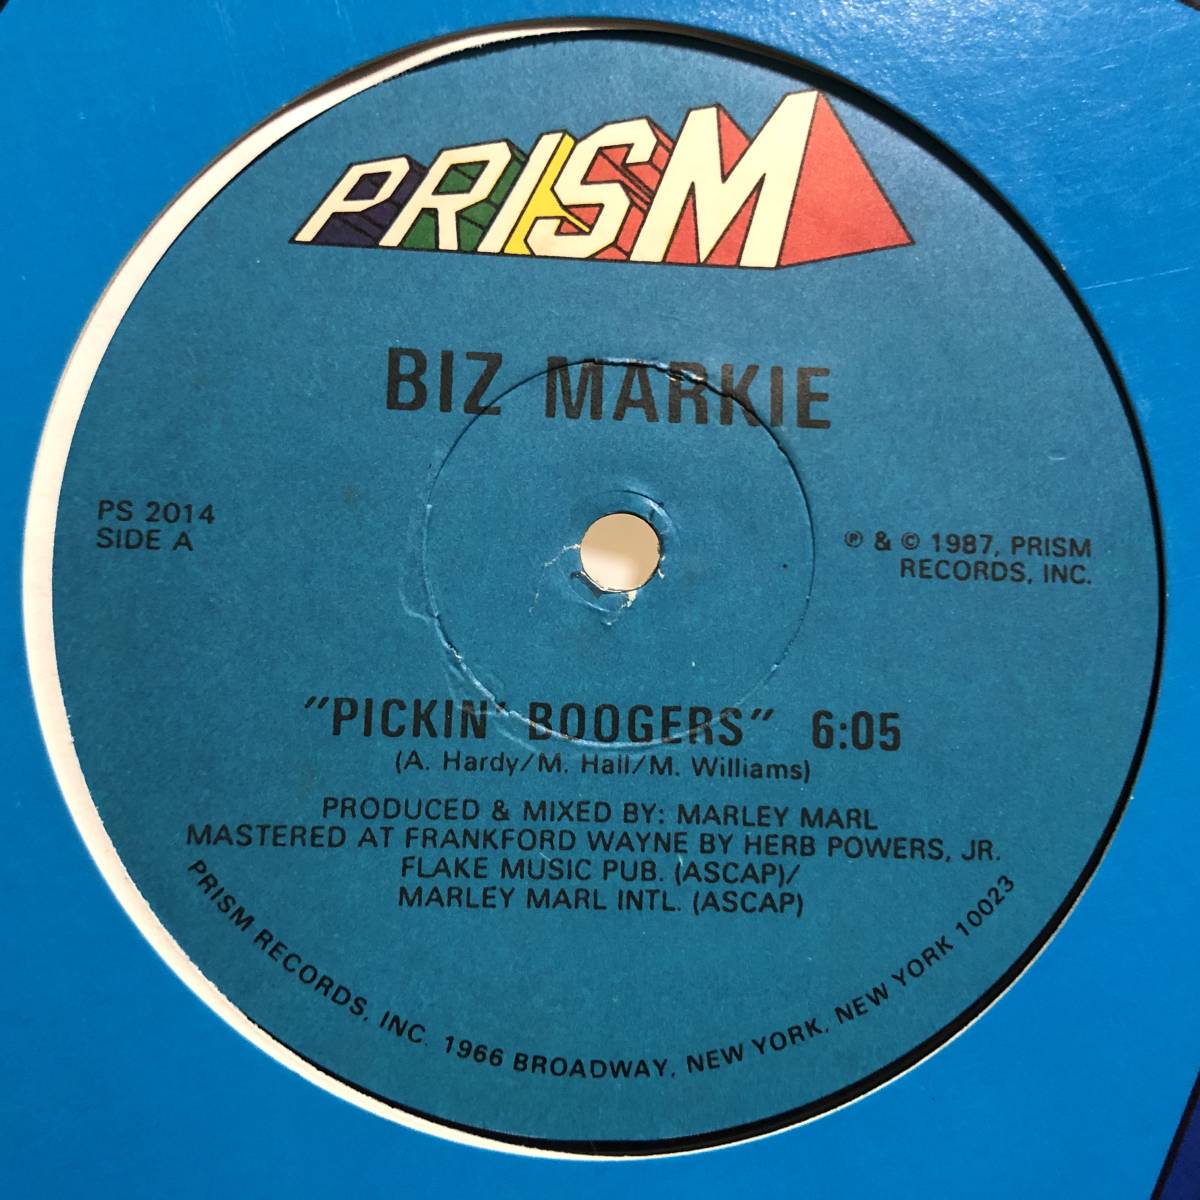 PRISM
BIZ MARKIE
PS 2014
SIDE A
℗ & © 1987, PRISM
RECORDS, INC.
"PICKIN' BOOGERS" 6:05
(A. Hardy/M. Hall/M. Williams)
PRODUCED & MIXED BY: MARLEY MARL
MASTERED AT FRANKFORD WAYNE BY HERB POWERS, JR.
FLAKE MUSIC PUB. (ASCAP)/
MARLEY MARL INTL. (ASCAP)
PRISM RECORDS, INC. 1966 BROADWAY, NEW YORK, NEW YORK 10023